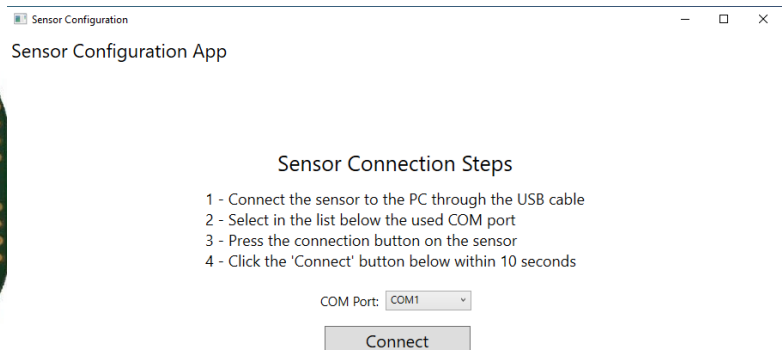 Sensor Configuration
Sensor Configuration App
Sensor Connection Steps
1 - Connect the sensor to the PC through the USB cable
2 - Select in the list below the used COM port
3 - Press the connection button on the sensor
4 - Click the 'Connect' button below within 10 seconds
COM Port: COM1
Connect